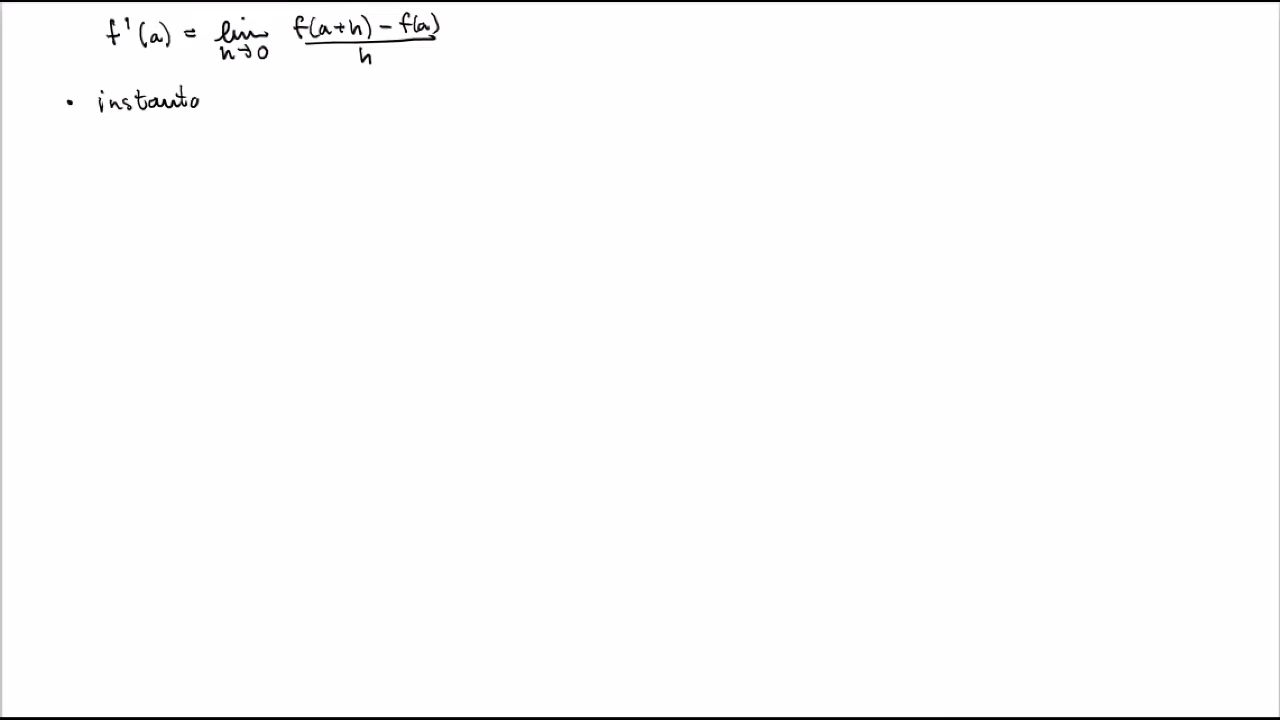 f'(a) = lim h→0 f(a+h) - f(a) / h
• instanto